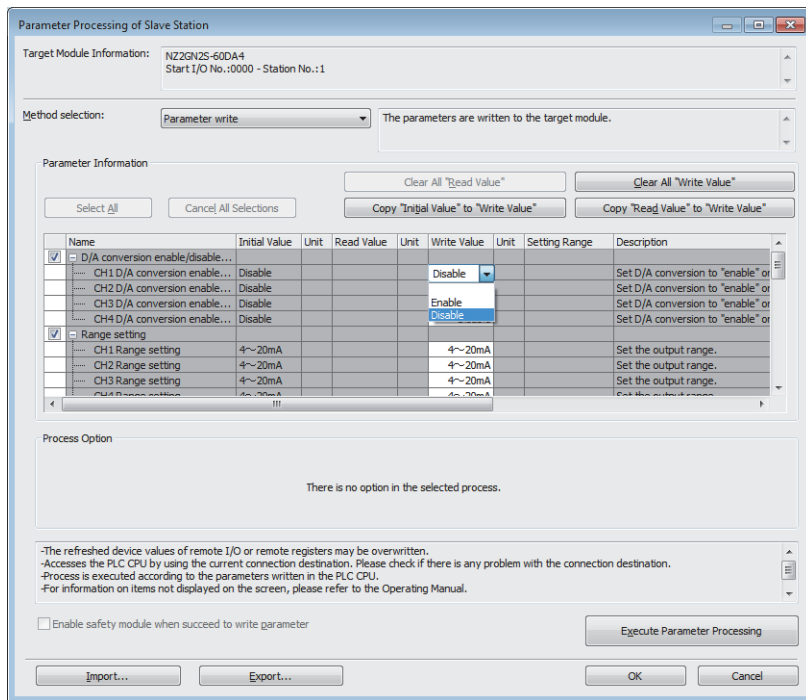 Parameter Processing of Slave Station
Target Module Information:
NZ2GN2S-60DA4
Start I/O No.:0000 - Station No.:1
Method selection:
Parameter write
The parameters are written to the target module.
Parameter Information
Clear All "Read Value"
Clear All "Write Value"
Select All
Cancel All Selections
Copy "Initial Value" to "Write Value"
Copy "Read Value" to "Write Value"
Name Initial Value Unit Read Value Unit Write Value Unit Setting Range Description
D/A conversion enable/disable...
CH1 D/A conversion enable... Disable Disable Set D/A conversion to "enable" or
CH2 D/A conversion enable... Disable Set D/A conversion to "enable" or
CH3 D/A conversion enable... Disable Enable Set D/A conversion to "enable" or
CH4 D/A conversion enable... Disable Disable Set D/A conversion to "enable" or
Range setting
CH1 Range setting 4~20mA 4~20mA Set the output range.
CH2 Range setting 4~20mA 4~20mA Set the output range.
CH3 Range setting 4~20mA 4~20mA Set the output range.
CH4 Range setting 4~20mA 4~20mA Set the output range.
Process Option
There is no option in the selected process.
-The refreshed device values of remote I/O or remote registers may be overwritten.
-Accesses the PLC CPU by using the current connection destination. Please check if there is any problem with the connection destination.
-Process is executed according to the parameters written in the PLC CPU.
-For information on items not displayed on the screen, please refer to the Operating Manual.
Enable safety module when succeed to write parameter
Execute Parameter Processing
Import...
Export...
OK
Cancel